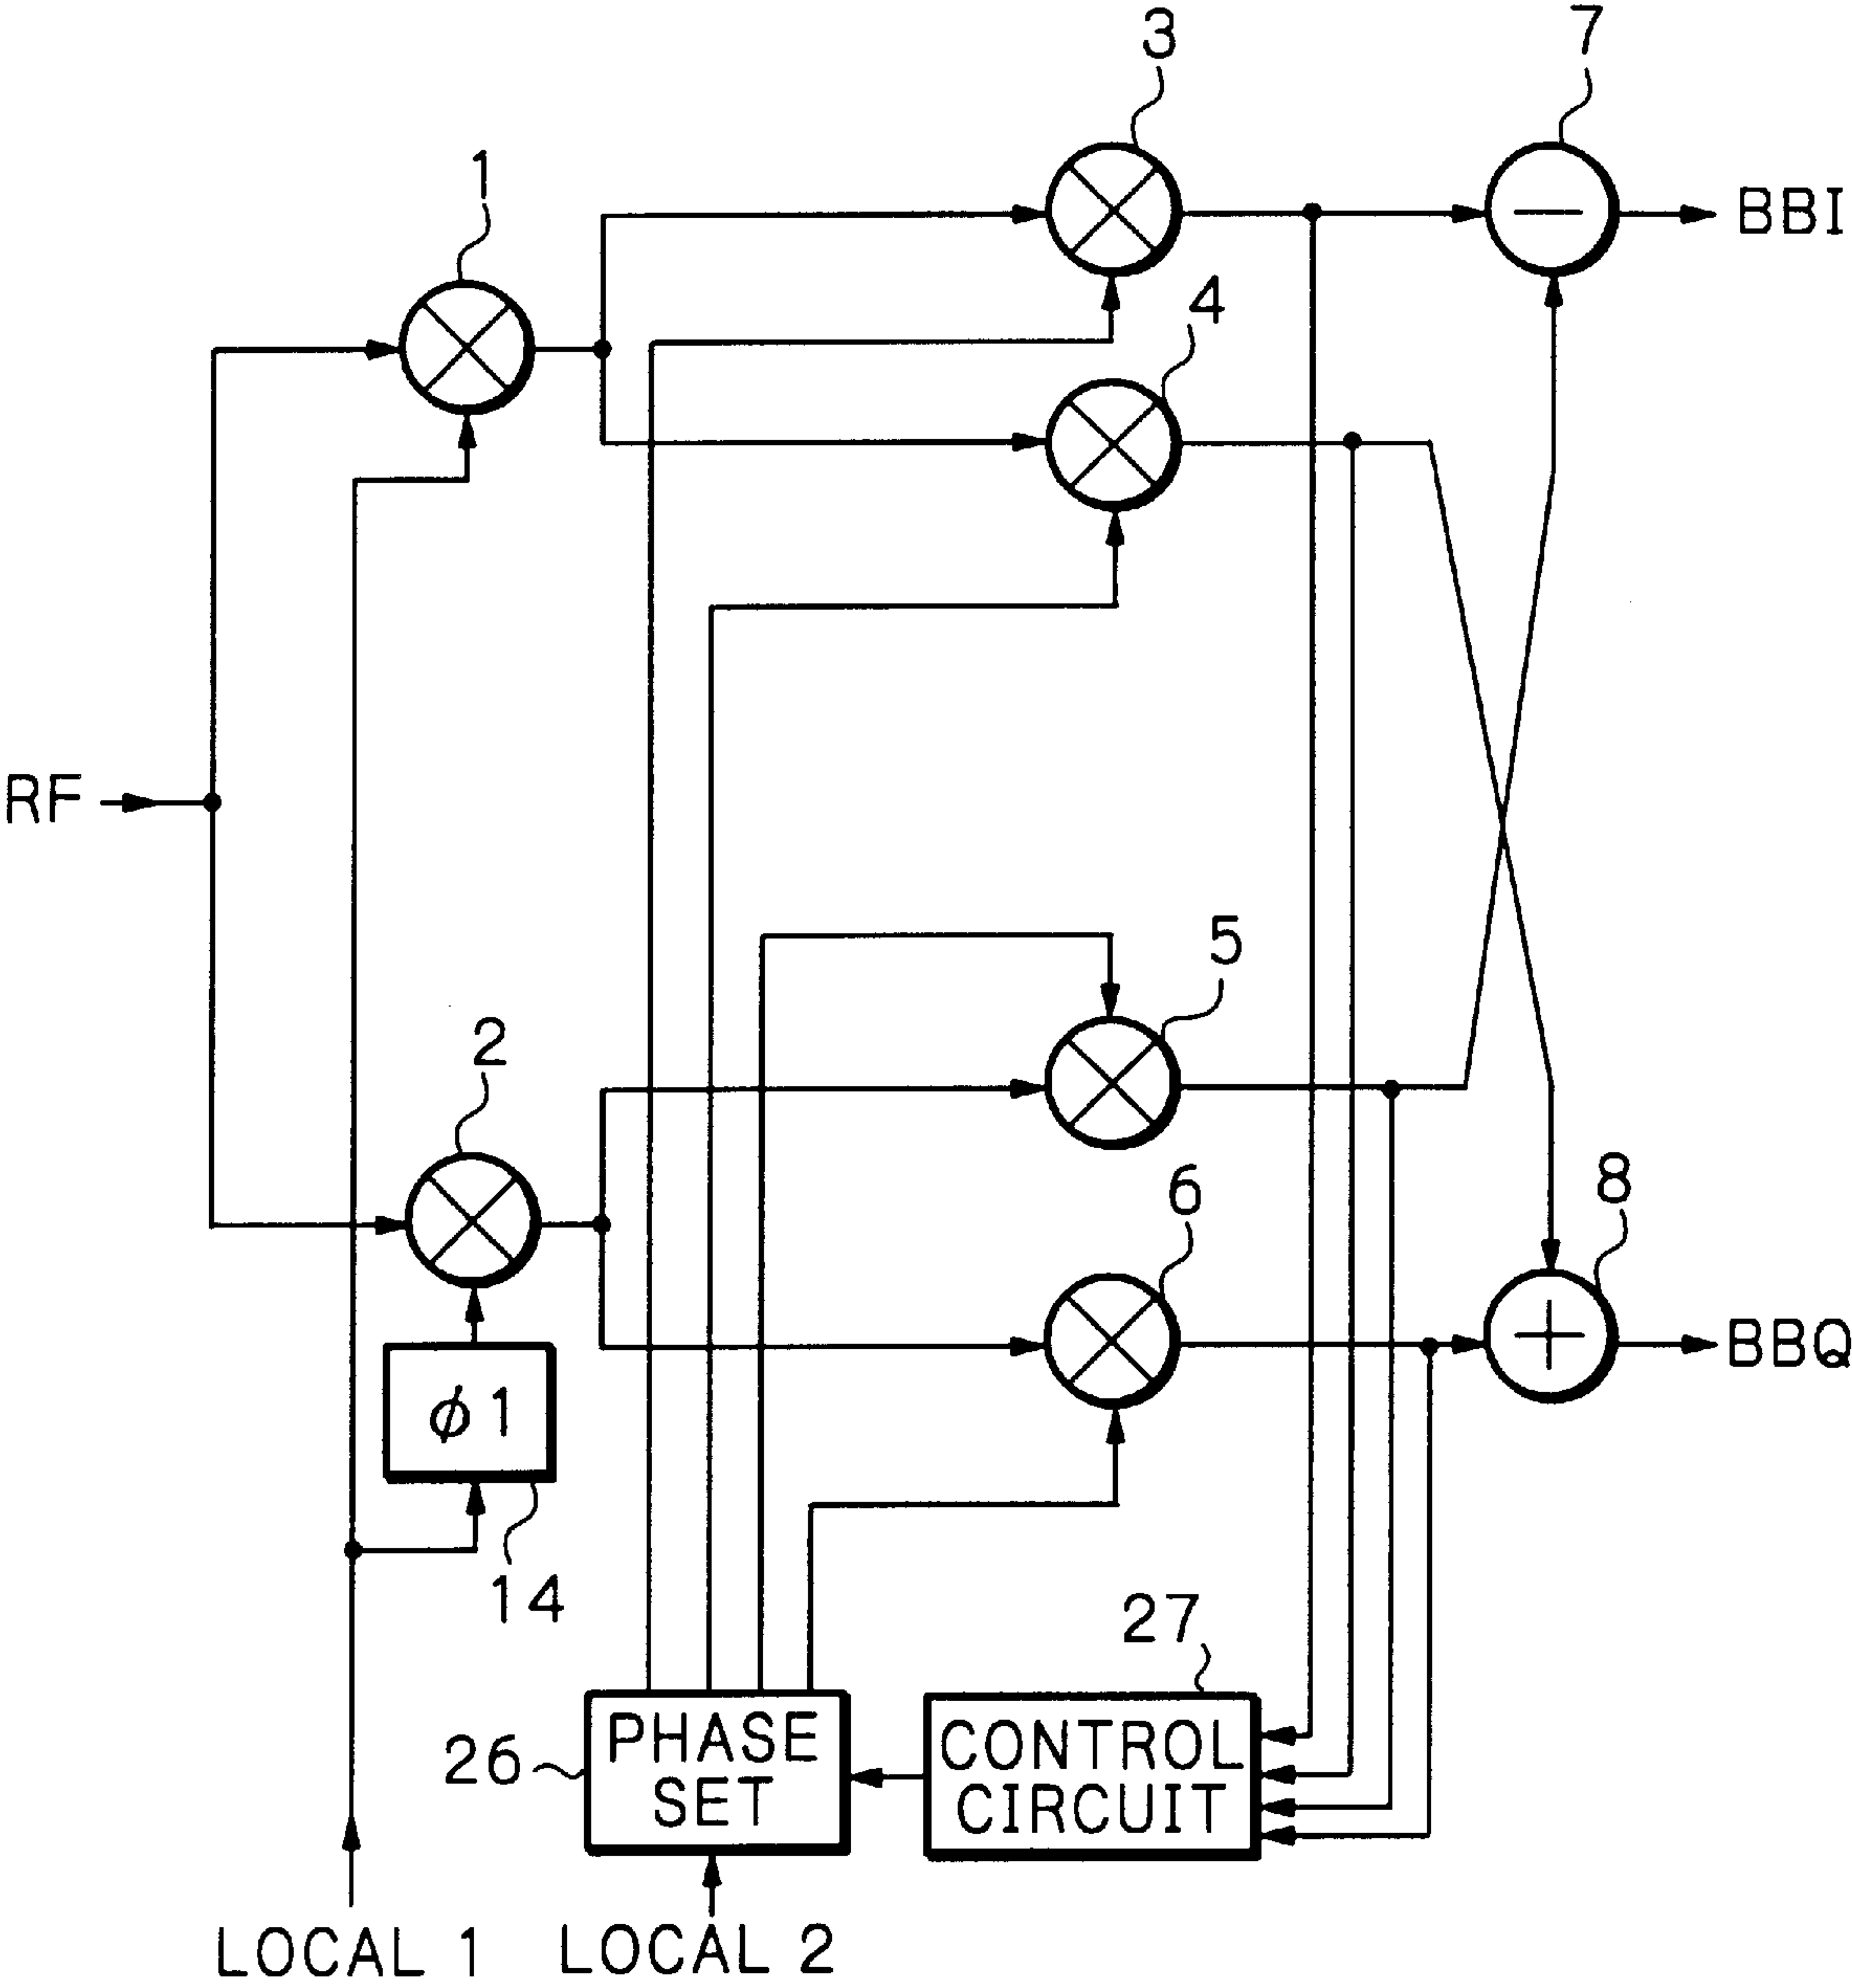 3
7
1
BBI
4
RF
5
2
6
8
BBQ
ϕ1
14
27
26
PHASE
SET
CONTROL
CIRCUIT
LOCAL 1
LOCAL 2